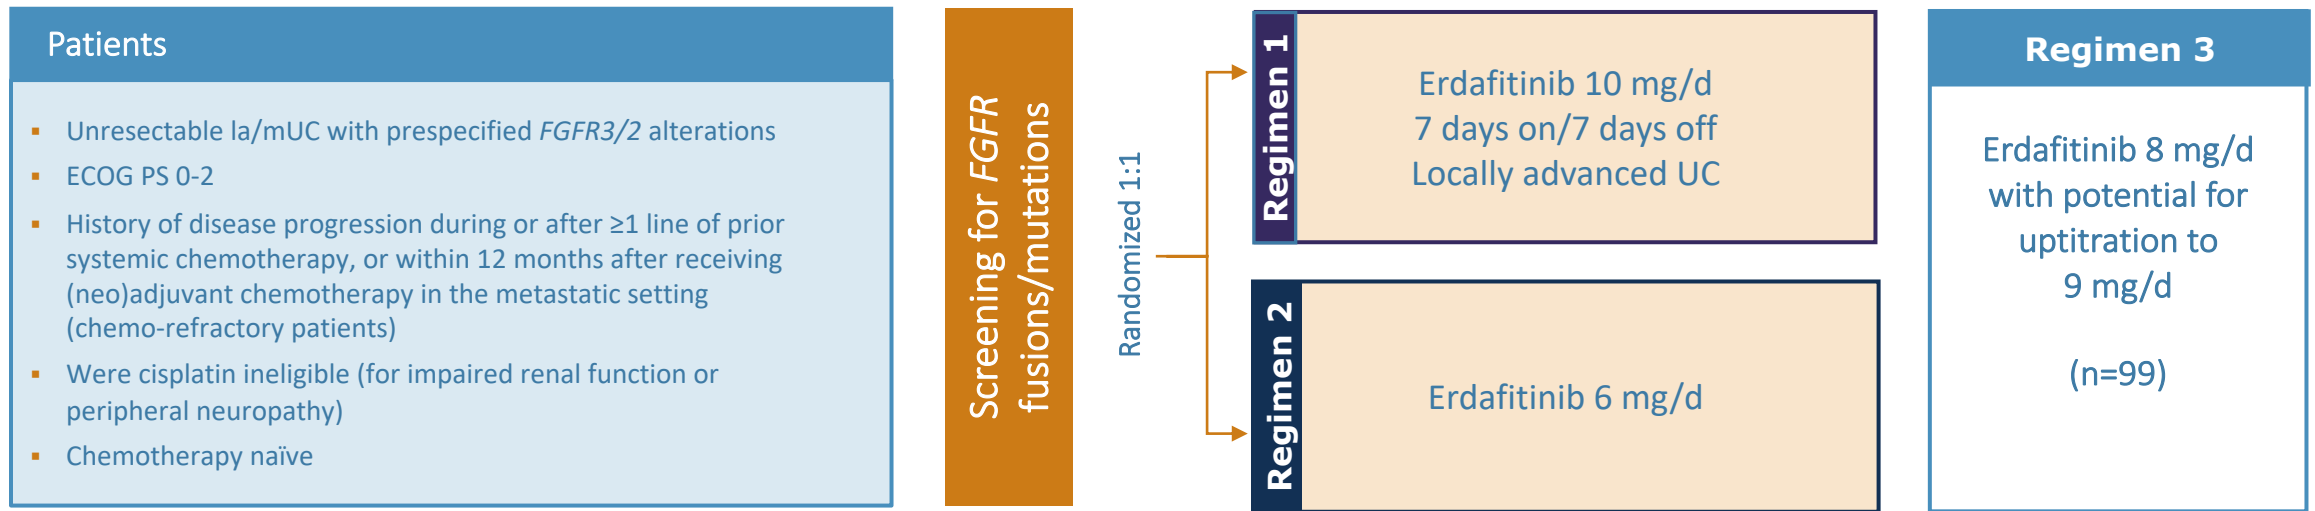 Patients
▪ Unresectable la/mUC with prespecified FGFR3/2 alterations
▪ ECOG PS 0-2
▪ History of disease progression during or after ≥1 line of prior
systemic chemotherapy, or within 12 months after receiving
(neo)adjuvant chemotherapy in the metastatic setting
(chemo-refractory patients)
▪ Were cisplatin ineligible (for impaired renal function or
peripheral neuropathy)
▪ Chemotherapy naïve
Screening for FGFR
fusions/mutations
Randomized 1:1
Regimen 1
Erdafitinib 10 mg/d
7 days on/7 days off
Locally advanced UC
Regimen 2
Erdafitinib 6 mg/d
Regimen 3
Erdafitinib 8 mg/d
with potential for
uptitration to
9 mg/d
(n=99)